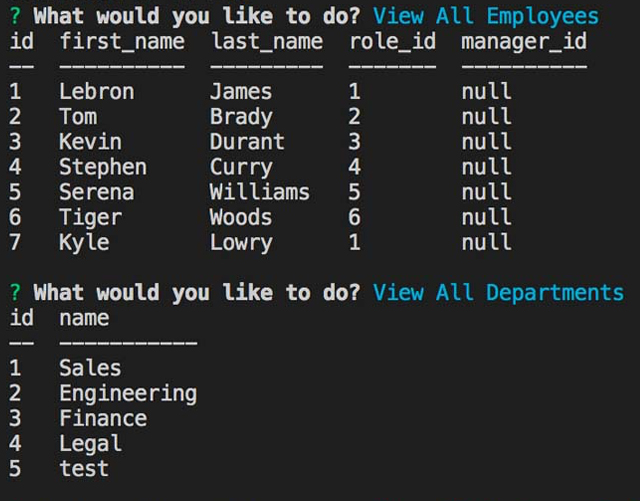 ? What would you like to do? View All Employees
id first_name last_name role_id manager_id
-- ---------- --------- ------- ----------
1 Lebron James 1 null
2 Tom Brady 2 null
3 Kevin Durant 3 null
4 Stephen Curry 4 null
5 Serena Williams 5 null
6 Tiger Woods 6 null
7 Kyle Lowry 1 null
? What would you like to do? View All Departments
id name
-- -----------
1 Sales
2 Engineering
3 Finance
4 Legal
5 test